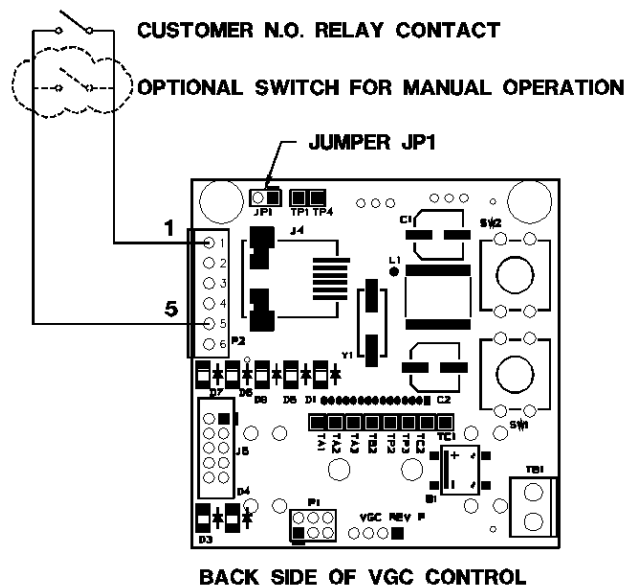 CUSTOMER N.O. RELAY CONTACT
OPTIONAL SWITCH FOR MANUAL OPERATION
JUMPER JP1
JP1 TP1 TP4
J4
C1
SW2
L1
1
1
2
3
4
5
5
6
P2
Y1
D7 D6 D8 D5 D1
C2
SW1
TA1 TA2 TA3 TB2 TP2 TP3 TC2 TC1
J5
D4
B1
TB1
D3
P1
VGC REV F
BACK SIDE OF VGC CONTROL